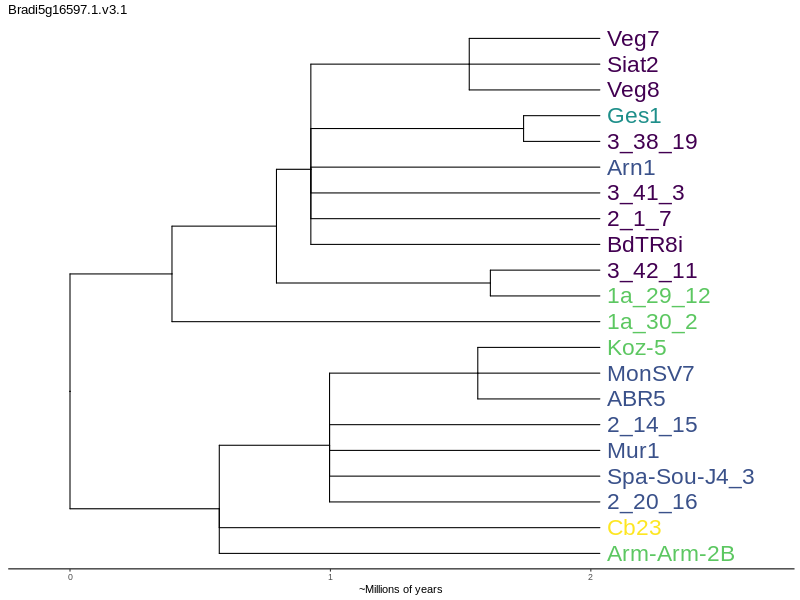 Bradi5g16597.1.v3.1
Veg7
Siat2
Veg8
Ges1
3_38_19
Arn1
3_41_3
2_1_7
BdTR8i
3_42_11
1a_29_12
1a_30_2
Koz-5
MonSV7
ABR5
2_14_15
Mur1
Spa-Sou-J4_3
2_20_16
Cb23
Arm-Arm-2B
0 1 2
~Millions of years